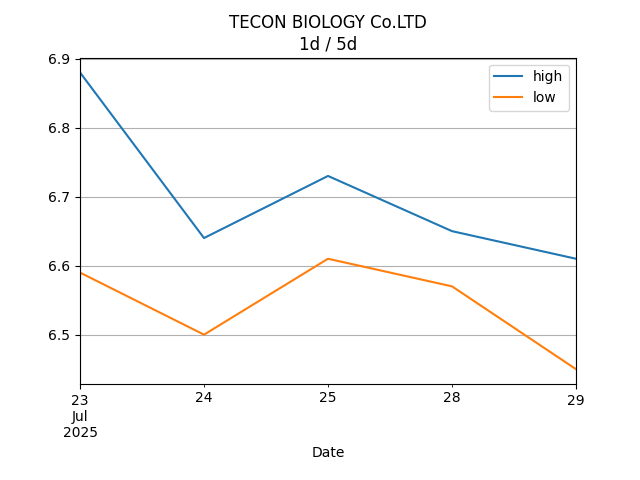 TECON BIOLOGY Co.LTD
1d / 5d
6.9
6.8
6.7
6.6
6.5
high
low
23 24 25 28 29
Jul
2025
Date